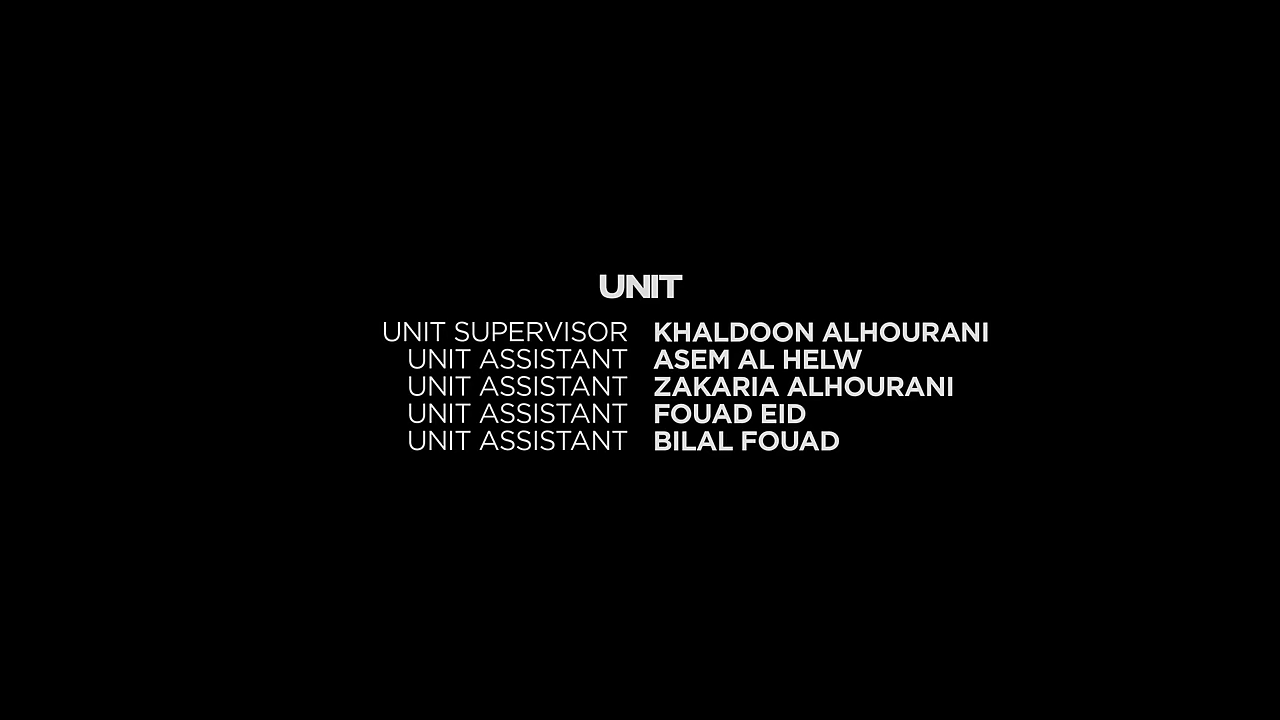 UNIT
UNIT SUPERVISOR KHALDOON ALHOURANI
UNIT ASSISTANT ASEM AL HELW
UNIT ASSISTANT ZAKARIA ALHOURANI
UNIT ASSISTANT FOUAD EID
UNIT ASSISTANT BILAL FOUAD